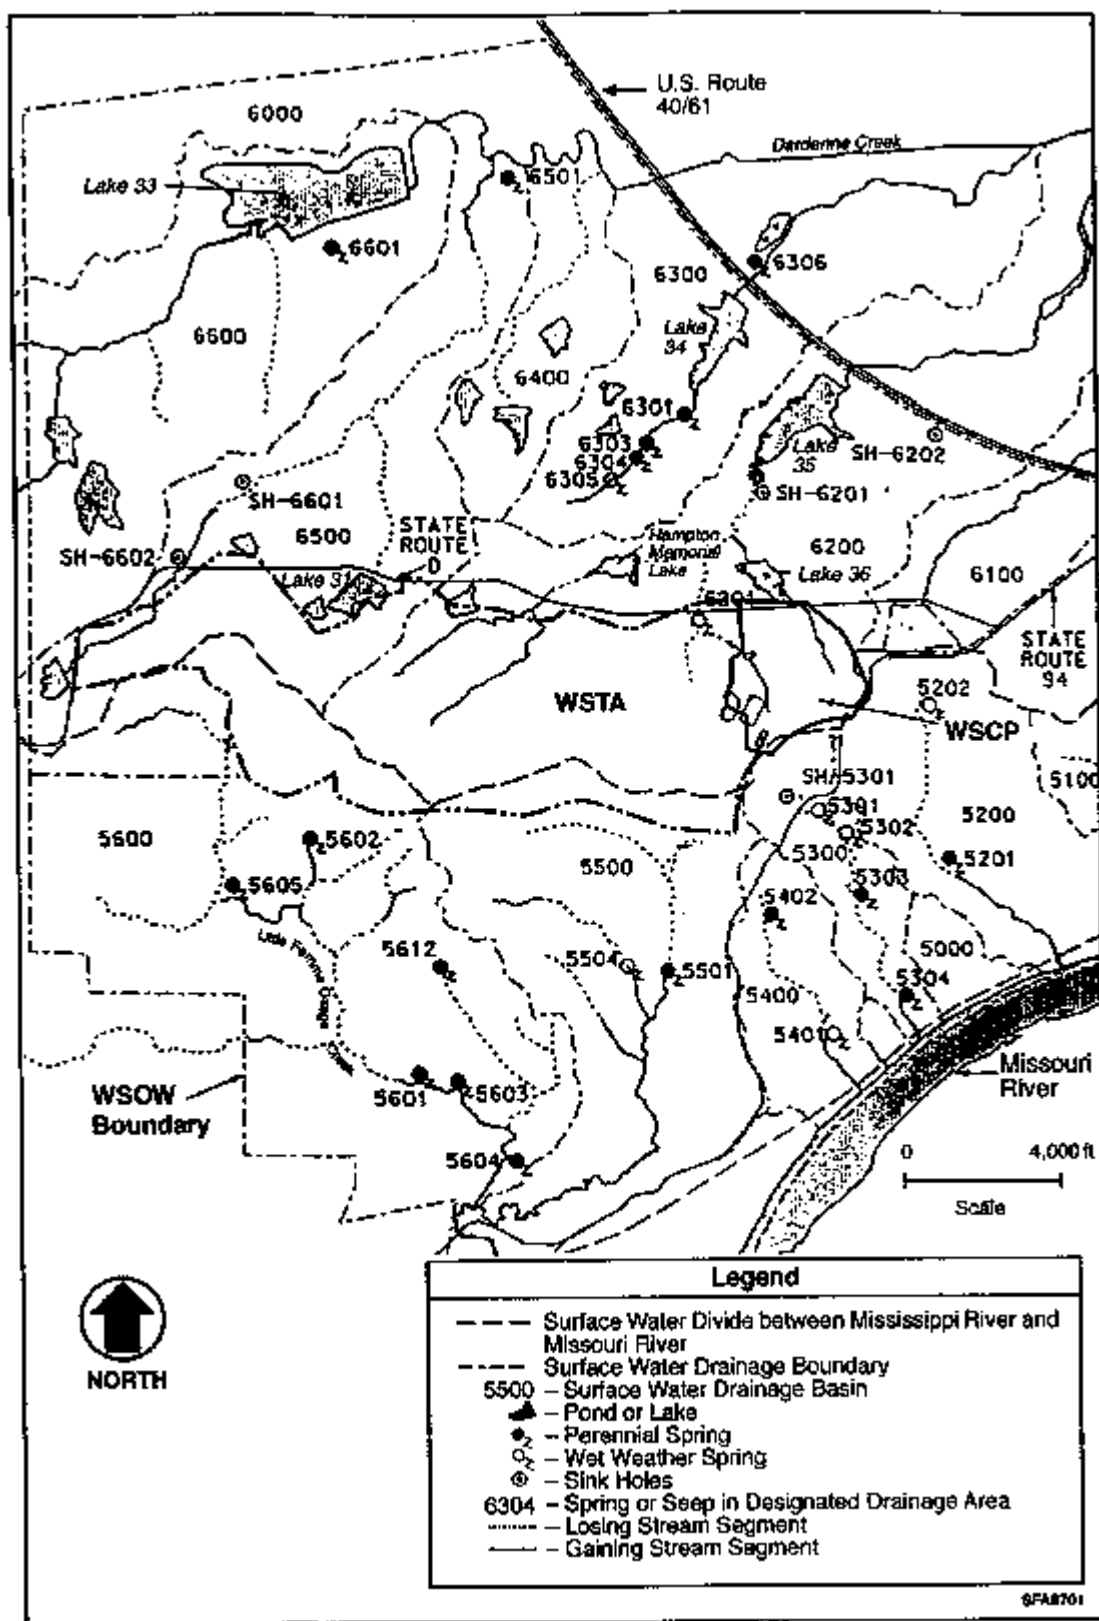 U.S. Route
40/61
6000
Dardenne Creek
Lake 33
6501
6601
6300
6306
Lake
34
6600
6400
6301
6303
6304
6305
Lake
35
SH-6202
SH-6601
SH-6201
STATE
ROUTE
D
6500
Hampton
Memorial
Lake
SH-6602
6200
Lake 31
Lake 36
6100
6201
STATE
ROUTE
94
5202
WSTA
WSCP
SH-5301
5100
5301
5200
5600
5602
5302
5500
5300
5201
5605
5303
5402
Little Femme Osage
Creek
5612
5504
5501
5000
5304
5400
5401
Missouri
River
WSOW
Boundary
5601
5603
5604
0 4,000 ft
Scale
NORTH
Legend
Surface Water Divide between Mississippi River and
Missouri River
Surface Water Drainage Boundary
5500 – Surface Water Drainage Basin
– Pond or Lake
– Perennial Spring
– Wet Weather Spring
– Sink Holes
6304 – Spring or Seep in Designated Drainage Area
– Losing Stream Segment
– Gaining Stream Segment